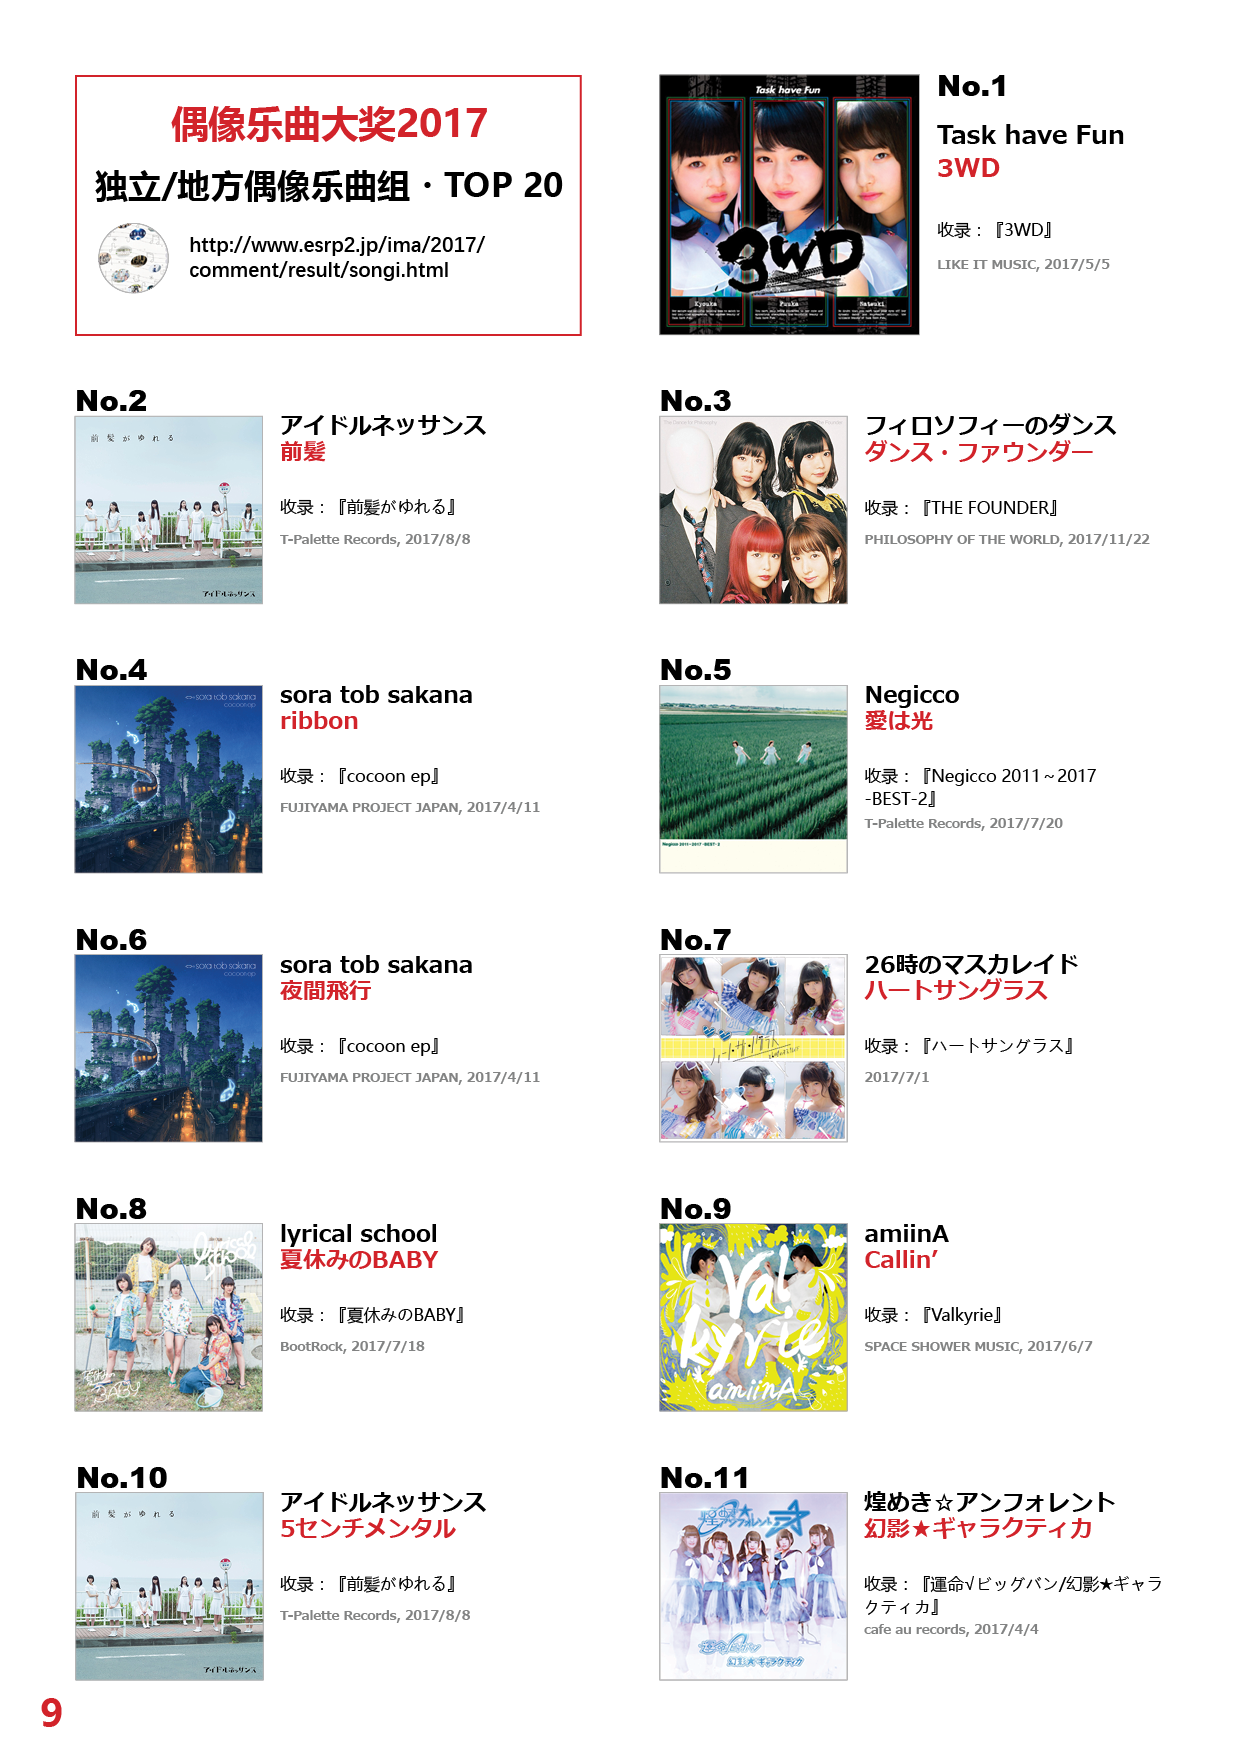 偶像乐曲大奖2017
独立/地方偶像乐曲组・TOP 20
http://www.esrp2.jp/ima/2017/
comment/result/songi.html
Task have Fun
3WD
Kyouka
Fuuka
Natsuki
No.1
Task have Fun
3WD
收录：『3WD』
LIKE IT MUSIC, 2017/5/5
No.2
前髪がゆれる
アイドルネッサンス
アイドルネッサンス
前髪
收录：『前髪がゆれる』
T-Palette Records, 2017/8/8
No.3
フィロソフィーのダンス
ダンス・ファウンダー
收录：『THE FOUNDER』
PHILOSOPHY OF THE WORLD, 2017/11/22
No.4
sora tob sakana
cocoon ep
sora tob sakana
ribbon
收录：『cocoon ep』
FUJIYAMA PROJECT JAPAN, 2017/4/11
No.5
Negicco 2011~2017 -BEST- 2
Negicco
愛は光
收录：『Negicco 2011~2017
-BEST-2』
T-Palette Records, 2017/7/20
No.6
sora tob sakana
cocoon ep
sora tob sakana
夜間飛行
收录：『cocoon ep』
FUJIYAMA PROJECT JAPAN, 2017/4/11
No.7
26時のマスカレイド
ハートサングラス
收录：『ハートサングラス』
2017/7/1
No.8
lyrical school
夏休みのBABY
收录：『夏休みのBABY』
BootRock, 2017/7/18
No.9
Valkyrie
amiinA
amiinA
Callin’
收录：『Valkyrie』
SPACE SHOWER MUSIC, 2017/6/7
No.10
前髪がゆれる
アイドルネッサンス
アイドルネッサンス
5センチメンタル
收录：『前髪がゆれる』
T-Palette Records, 2017/8/8
No.11
煌めき☆アンフォレント
幻影★ギャラクティカ
煌めき☆アンフォレント
幻影★ギャラクティカ
收录：『運命√ビッグバン/幻影★ギャラ
クティカ』
cafe au records, 2017/4/4
9